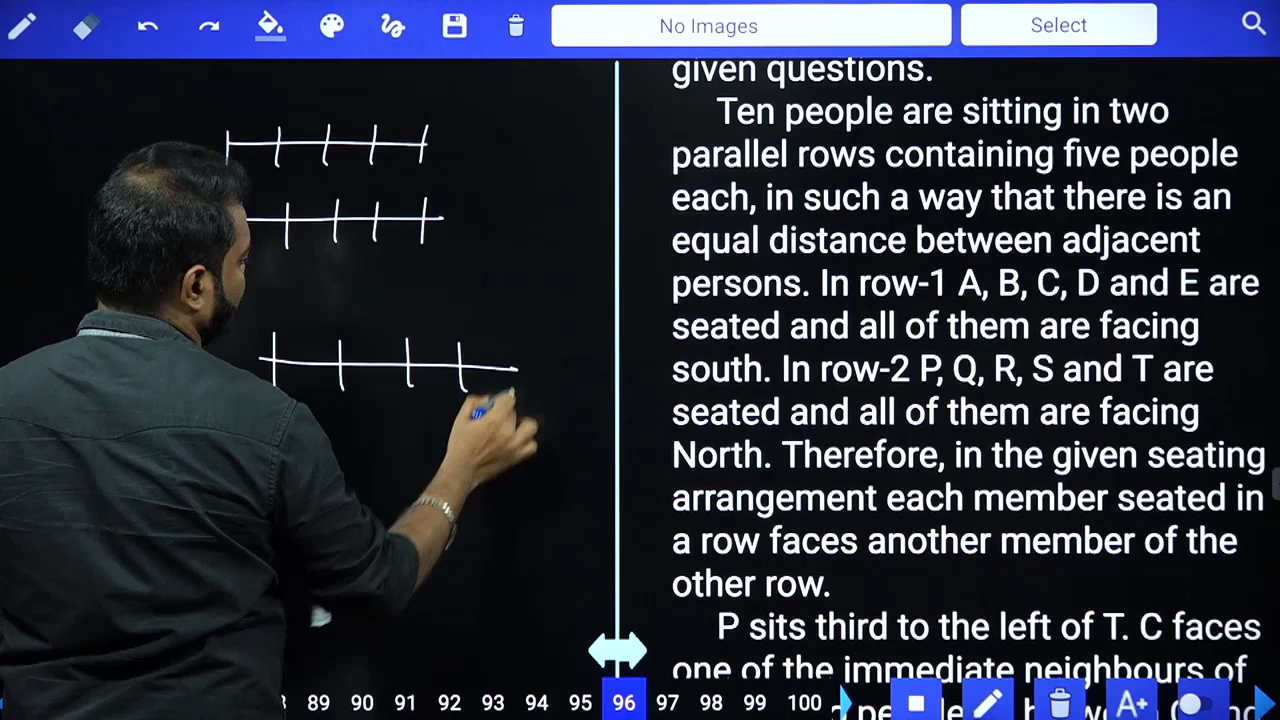 No Images
Select
given questions.
Ten people are sitting in two
parallel rows containing five people
each, in such a way that there is an
equal distance between adjacent
persons. In row-1 A, B, C, D and E are
seated and all of them are facing
south. In row-2 P, Q, R, S and T are
seated and all of them are facing
North. Therefore, in the given seating
arrangement each member seated in
a row faces another member of the
other row.
P sits third to the left of T. C faces
one of the immediate neighbours of
89 90 91 92 93 94 95 96 97 98 99 100
A+